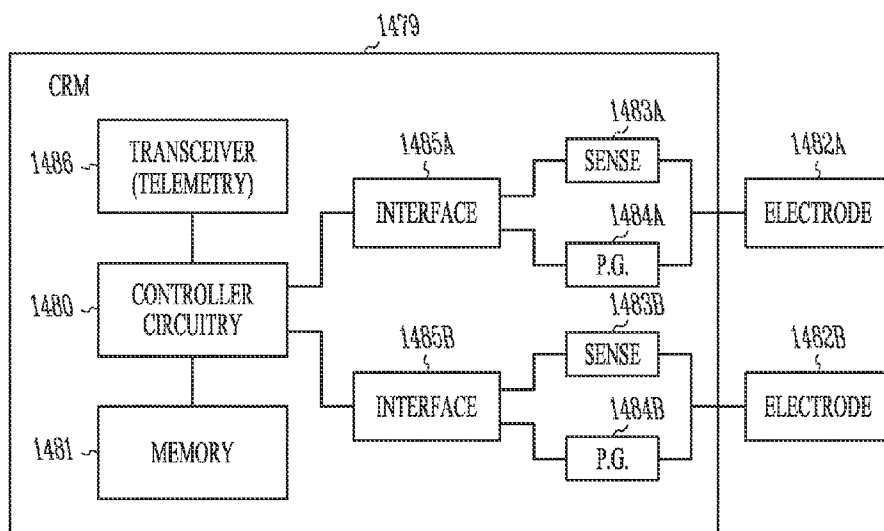 1479
CRM
1486
TRANSCEIVER
(TELEMETRY)
1485A
INTERFACE
1483A
SENSE
1484A
P.G.
1482A
ELECTRODE
1480
CONTROLLER
CIRCUITRY
1485B
INTERFACE
1483B
SENSE
1484B
P.G.
1482B
ELECTRODE
1481
MEMORY